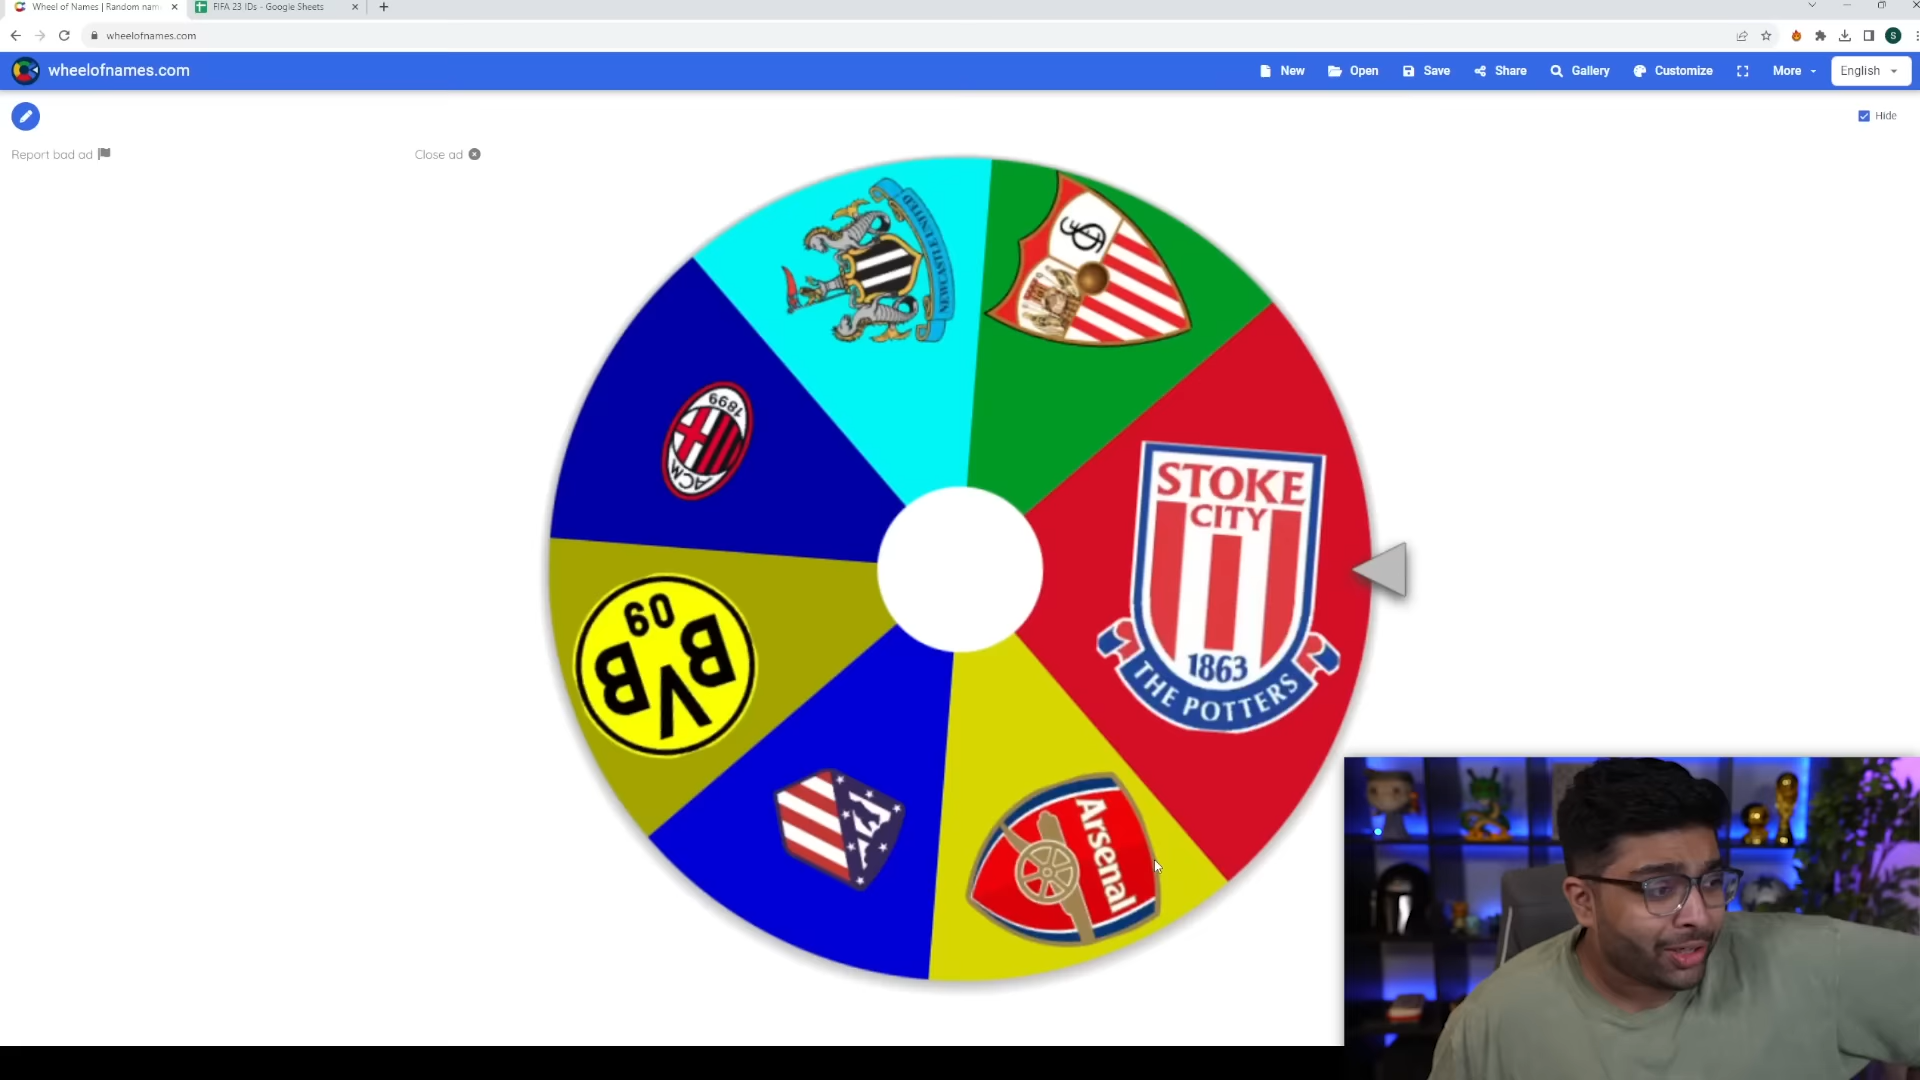 Wheel of Names | Random nam
FIFA 23 IDs - Google Sheets
wheelofnames.com
S
wheelofnames.com
New
Open
Save
Share
Gallery
Customize
More
English
Hide
Report bad ad
Close ad
NEWCASTLE UNITED
STOKE
CITY
1863
THE POTTERS
1899
ACM
09
BVB
Arsenal